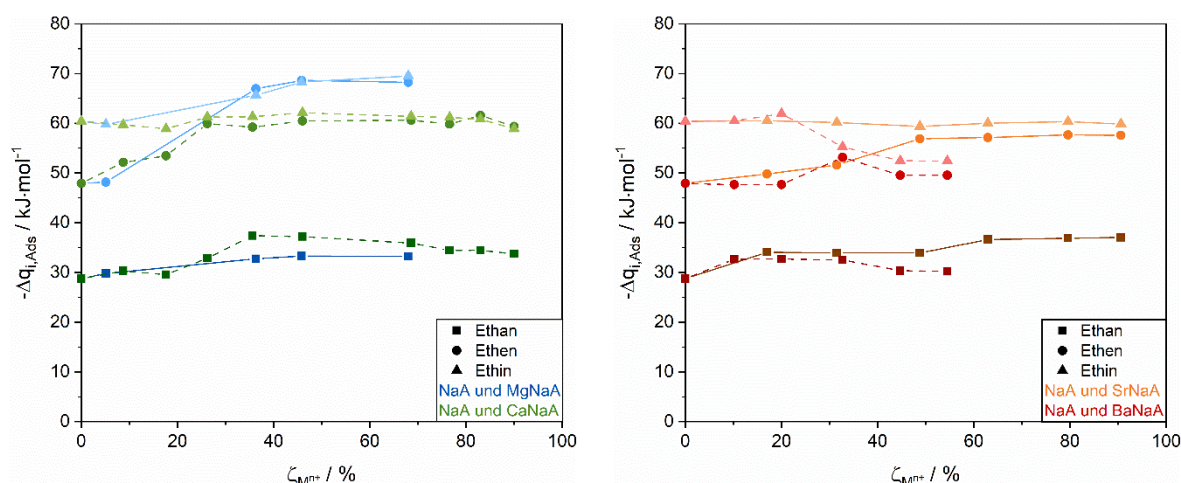 80
70
60
50
40
30
20
10
0
-Δq_i,Ads / kJ·mol⁻¹
0 20 40 60 80 100
ζ_Mⁿ⁺ / %
Ethan
Ethen
Ethin
NaA und MgNaA
NaA und CaNaA
80
70
60
50
40
30
20
10
0
-Δq_i,Ads / kJ·mol⁻¹
0 20 40 60 80 100
ζ_Mⁿ⁺ / %
Ethan
Ethen
Ethin
NaA und SrNaA
NaA und BaNaA